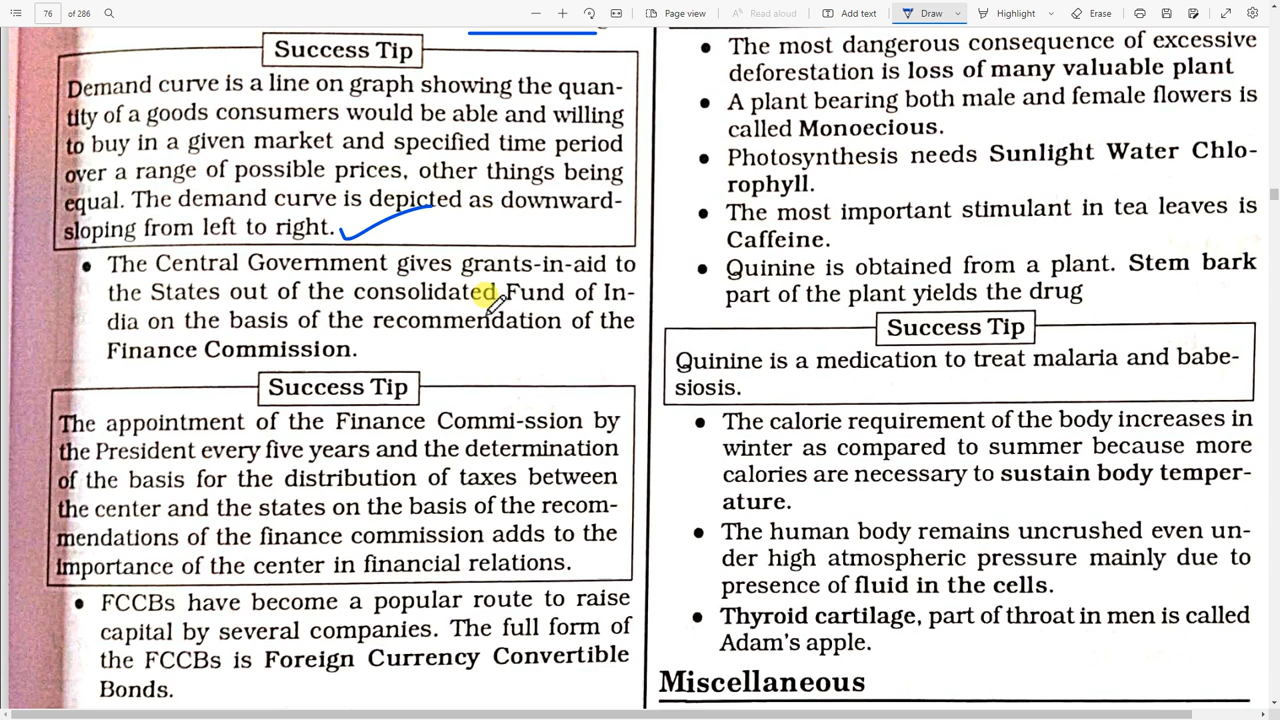 76 of 286
Page view
Read aloud
Add text
Draw
Highlight
Erase
Success Tip
Demand curve is a line on graph showing the quan-
tity of a goods consumers would be able and willing
to buy in a given market and specified time period
over a range of possible prices, other things being
equal. The demand curve is depicted as downward-
sloping from left to right.
• The Central Government gives grants-in-aid to
the States out of the consolidated Fund of In-
dia on the basis of the recommendation of the
Finance Commission.
Success Tip
The appointment of the Finance Commi-ssion by
the President every five years and the determination
of the basis for the distribution of taxes between
the center and the states on the basis of the recom-
mendations of the finance commission adds to the
importance of the center in financial relations.
• FCCBs have become a popular route to raise
capital by several companies. The full form of
the FCCBs is Foreign Currency Convertible
Bonds.
• The most dangerous consequence of excessive
deforestation is loss of many valuable plant
• A plant bearing both male and female flowers is
called Monoecious.
• Photosynthesis needs Sunlight Water Chlo-
rophyll.
• The most important stimulant in tea leaves is
Caffeine.
• Quinine is obtained from a plant. Stem bark
part of the plant yields the drug
Success Tip
Quinine is a medication to treat malaria and babe-
siosis.
• The calorie requirement of the body increases in
winter as compared to summer because more
calories are necessary to sustain body temper-
ature.
• The human body remains uncrushed even un-
der high atmospheric pressure mainly due to
presence of fluid in the cells.
• Thyroid cartilage, part of throat in men is called
Adam's apple.
Miscellaneous